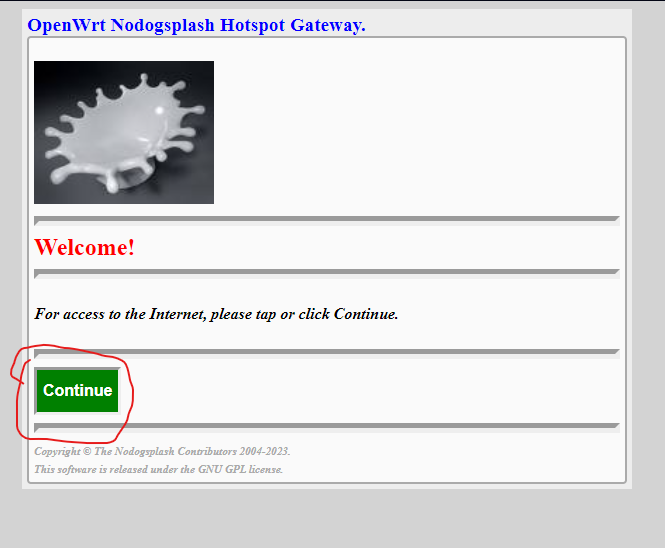 OpenWrt Nodogsplash Hotspot Gateway.
Welcome!
For access to the Internet, please tap or click Continue.
Continue
Copyright © The Nodogsplash Contributors 2004-2023.
This software is released under the GNU GPL license.